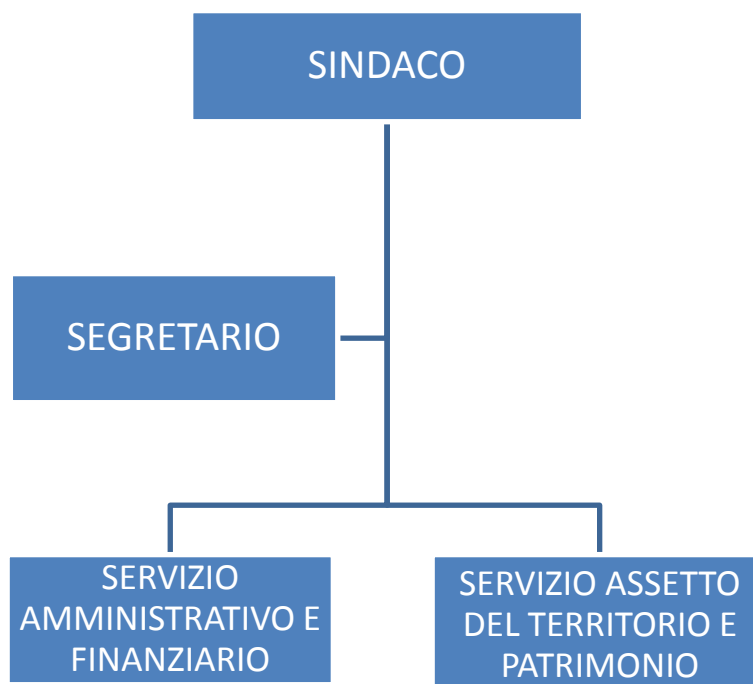 SINDACO
SEGRETARIO
SERVIZIO
AMMINISTRATIVO E
FINANZIARIO
SERVIZIO ASSETTO
DEL TERRITORIO E
PATRIMONIO